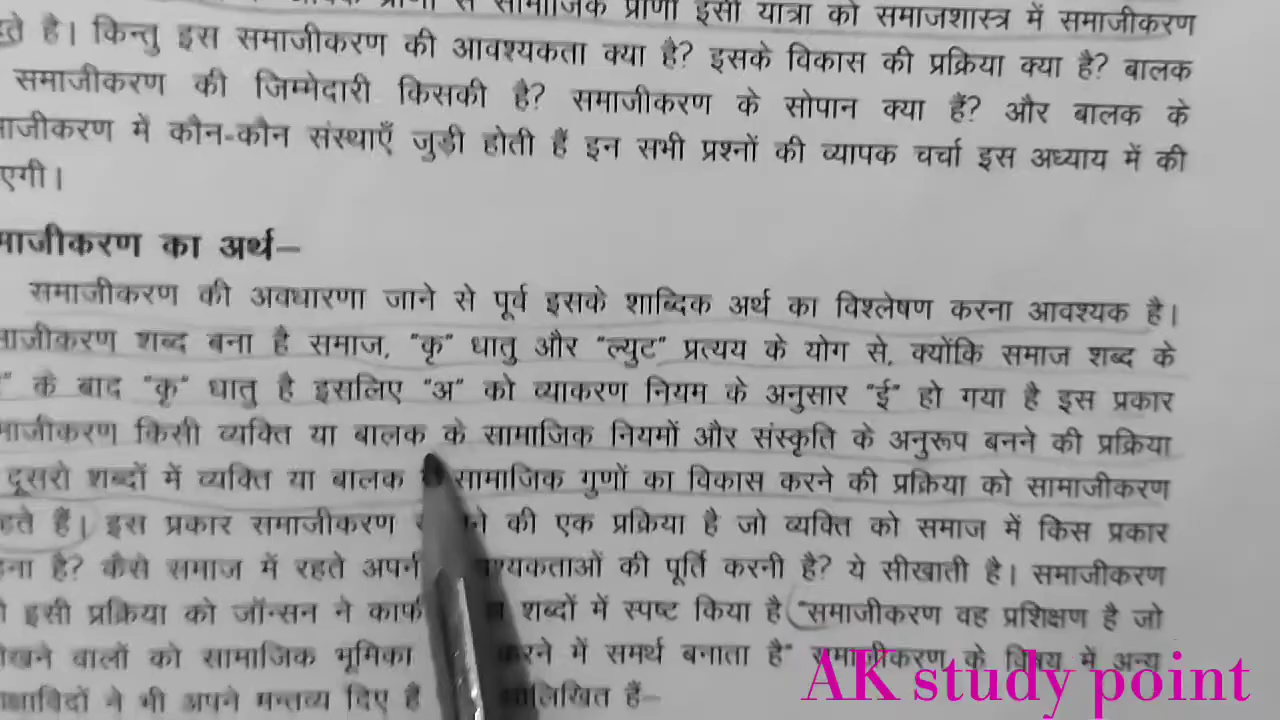 प्राणी से सामाजिक प्राणी इसी यात्रा को समाजशास्त्र में समाजीकरण
है। किन्तु इस समाजीकरण की आवश्यकता क्या है? इसके विकास की प्रक्रिया क्या है? बालक
समाजीकरण की जिम्मेदारी किसकी है? समाजीकरण के सोपान क्या हैं? और बालक के
माजीकरण में कौन-कौन संस्थाएँ जुड़ी होती हैं इन सभी प्रश्नों की व्यापक चर्चा इस अध्याय में की
एगी।
माजीकरण का अर्थ–
समाजीकरण की अवधारणा जाने से पूर्व इसके शाब्दिक अर्थ का विश्लेषण करना आवश्यक है।
माजीकरण शब्द बना है समाज, "कृ" धातु और "ल्युट" प्रत्यय के योग से, क्योंकि समाज शब्द के
" के बाद "कृ" धातु है इसलिए "अ" को व्याकरण नियम के अनुसार "ई" हो गया है इस प्रकार
माजीकरण किसी व्यक्ति या बालक के सामाजिक नियमों और संस्कृति के अनुरूप बनने की प्रक्रिया
दूसरो शब्दों में व्यक्ति या बालक सामाजिक गुणों का विकास करने की प्रक्रिया को सामाजीकरण
हते हैं। इस प्रकार समाजीकरण की एक प्रक्रिया है जो व्यक्ति को समाज में किस प्रकार
ना है? कैसे समाज में रहते अपनी श्यकताओं की पूर्ति करनी है? ये सीखाती है। समाजीकरण
इसी प्रक्रिया को जॉन्सन ने काफी शब्दों में स्पष्ट किया है "समाजीकरण वह प्रशिक्षण है जो
खने वालों को सामाजिक भूमिका करने में समर्थ बनाता है" समाजीकरण के विषय में अन्य
ने भी अपने मन्तव्य दिए है लिखित हैं–
AK study point